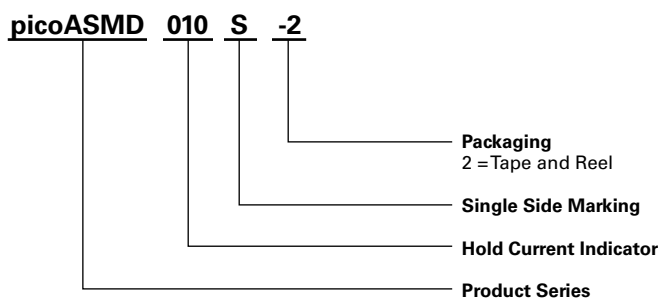 picoASMD 010 S -2
Packaging
2 = Tape and Reel
Single Side Marking
Hold Current Indicator
Product Series